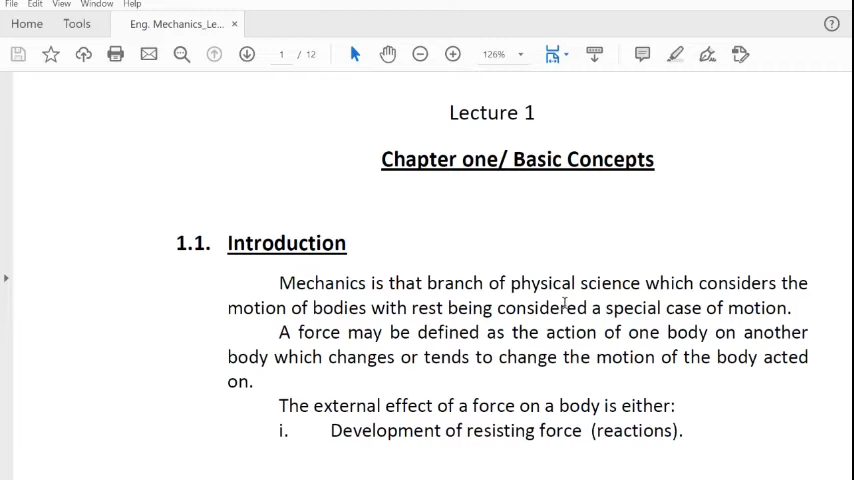 File Edit View Window Help
Home Tools Eng. Mechanics_Le... ×
1 / 12 126%
Lecture 1
Chapter one/ Basic Concepts
1.1. Introduction
Mechanics is that branch of physical science which considers the
motion of bodies with rest being considered a special case of motion.
A force may be defined as the action of one body on another
body which changes or tends to change the motion of the body acted
on.
The external effect of a force on a body is either:
i. Development of resisting force (reactions).